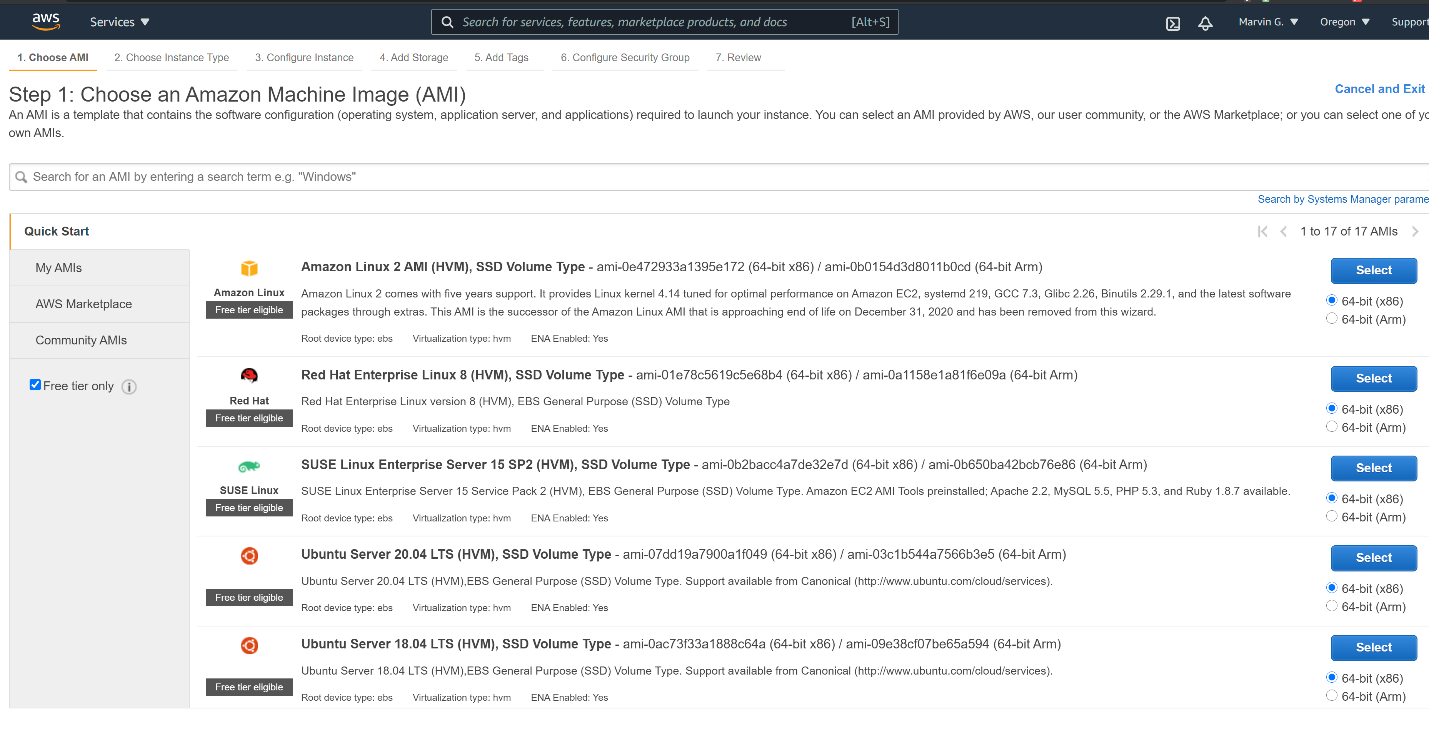 aws
Services
Search for services, features, marketplace products, and docs [Alt+S]
Marvin G.
Oregon
Support
1. Choose AMI
2. Choose Instance Type
3. Configure Instance
4. Add Storage
5. Add Tags
6. Configure Security Group
7. Review
Step 1: Choose an Amazon Machine Image (AMI)
Cancel and Exit
An AMI is a template that contains the software configuration (operating system, application server, and applications) required to launch your instance. You can select an AMI provided by AWS, our user community, or the AWS Marketplace; or you can select one of yo
own AMIs.
Search for an AMI by entering a search term e.g. "Windows"
Search by Systems Manager parame
Quick Start
1 to 17 of 17 AMIs
My AMIs
AWS Marketplace
Community AMIs
Free tier only
Amazon Linux
Free tier eligible
Amazon Linux 2 AMI (HVM), SSD Volume Type - ami-0e472933a1395e172 (64-bit x86) / ami-0b0154d3d8011b0cd (64-bit Arm)
Amazon Linux 2 comes with five years support. It provides Linux kernel 4.14 tuned for optimal performance on Amazon EC2, systemd 219, GCC 7.3, Glibc 2.26, Binutils 2.29.1, and the latest software
packages through extras. This AMI is the successor of the Amazon Linux AMI that is approaching end of life on December 31, 2020 and has been removed from this wizard.
Root device type: ebs Virtualization type: hvm ENA Enabled: Yes
Select
64-bit (x86)
64-bit (Arm)
Red Hat
Free tier eligible
Red Hat Enterprise Linux 8 (HVM), SSD Volume Type - ami-01e78c5619c5e68b4 (64-bit x86) / ami-0a1158e1a81f6e09a (64-bit Arm)
Red Hat Enterprise Linux version 8 (HVM), EBS General Purpose (SSD) Volume Type
Root device type: ebs Virtualization type: hvm ENA Enabled: Yes
Select
64-bit (x86)
64-bit (Arm)
SUSE Linux
Free tier eligible
SUSE Linux Enterprise Server 15 SP2 (HVM), SSD Volume Type - ami-0b2bacc4a7de32e7d (64-bit x86) / ami-0b650ba42bcb76e86 (64-bit Arm)
SUSE Linux Enterprise Server 15 Service Pack 2 (HVM), EBS General Purpose (SSD) Volume Type. Amazon EC2 AMI Tools preinstalled; Apache 2.2, MySQL 5.5, PHP 5.3, and Ruby 1.8.7 available.
Root device type: ebs Virtualization type: hvm ENA Enabled: Yes
Select
64-bit (x86)
64-bit (Arm)
Free tier eligible
Ubuntu Server 20.04 LTS (HVM), SSD Volume Type - ami-07dd19a7900a1f049 (64-bit x86) / ami-03c1b544a7566b3e5 (64-bit Arm)
Ubuntu Server 20.04 LTS (HVM),EBS General Purpose (SSD) Volume Type. Support available from Canonical (http://www.ubuntu.com/cloud/services).
Root device type: ebs Virtualization type: hvm ENA Enabled: Yes
Select
64-bit (x86)
64-bit (Arm)
Free tier eligible
Ubuntu Server 18.04 LTS (HVM), SSD Volume Type - ami-0ac73f33a1888c64a (64-bit x86) / ami-09e38cf07be65a594 (64-bit Arm)
Ubuntu Server 18.04 LTS (HVM),EBS General Purpose (SSD) Volume Type. Support available from Canonical (http://www.ubuntu.com/cloud/services).
Root device type: ebs Virtualization type: hvm ENA Enabled: Yes
Select
64-bit (x86)
64-bit (Arm)